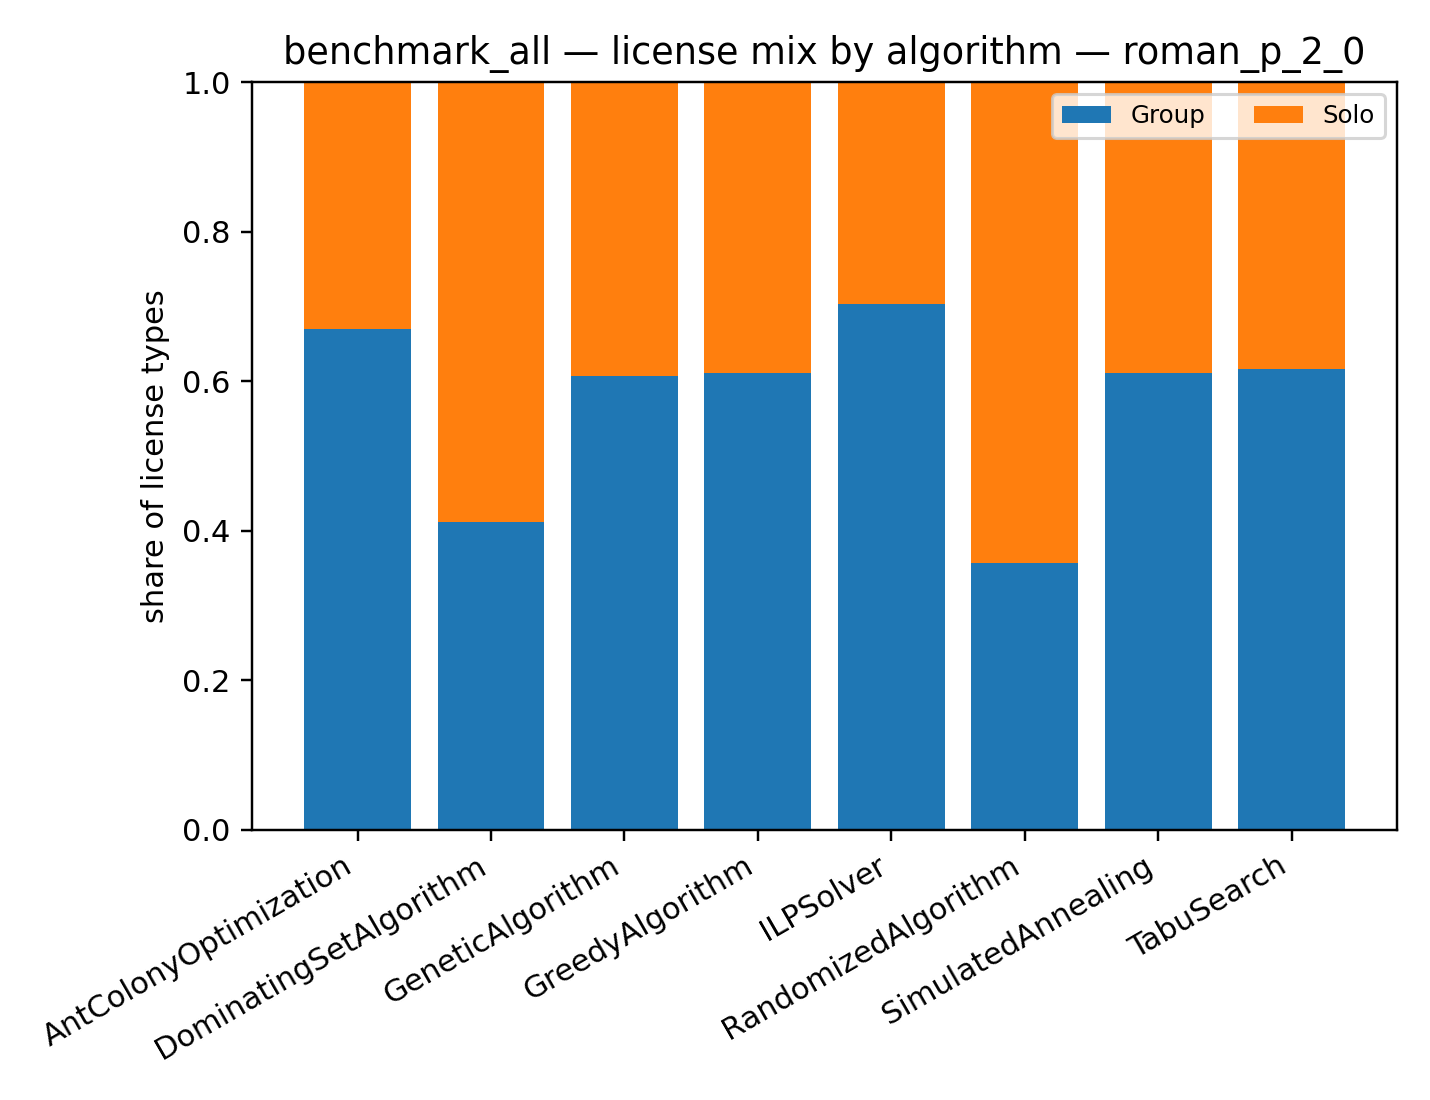 benchmark_all — license mix by algorithm — roman_p_2_0
Group Solo
share of license types
1.0
0.8
0.6
0.4
0.2
0.0
AntColonyOptimization
DominatingSetAlgorithm
GeneticAlgorithm
GreedyAlgorithm
ILPSolver
RandomizedAlgorithm
SimulatedAnnealing
TabuSearch